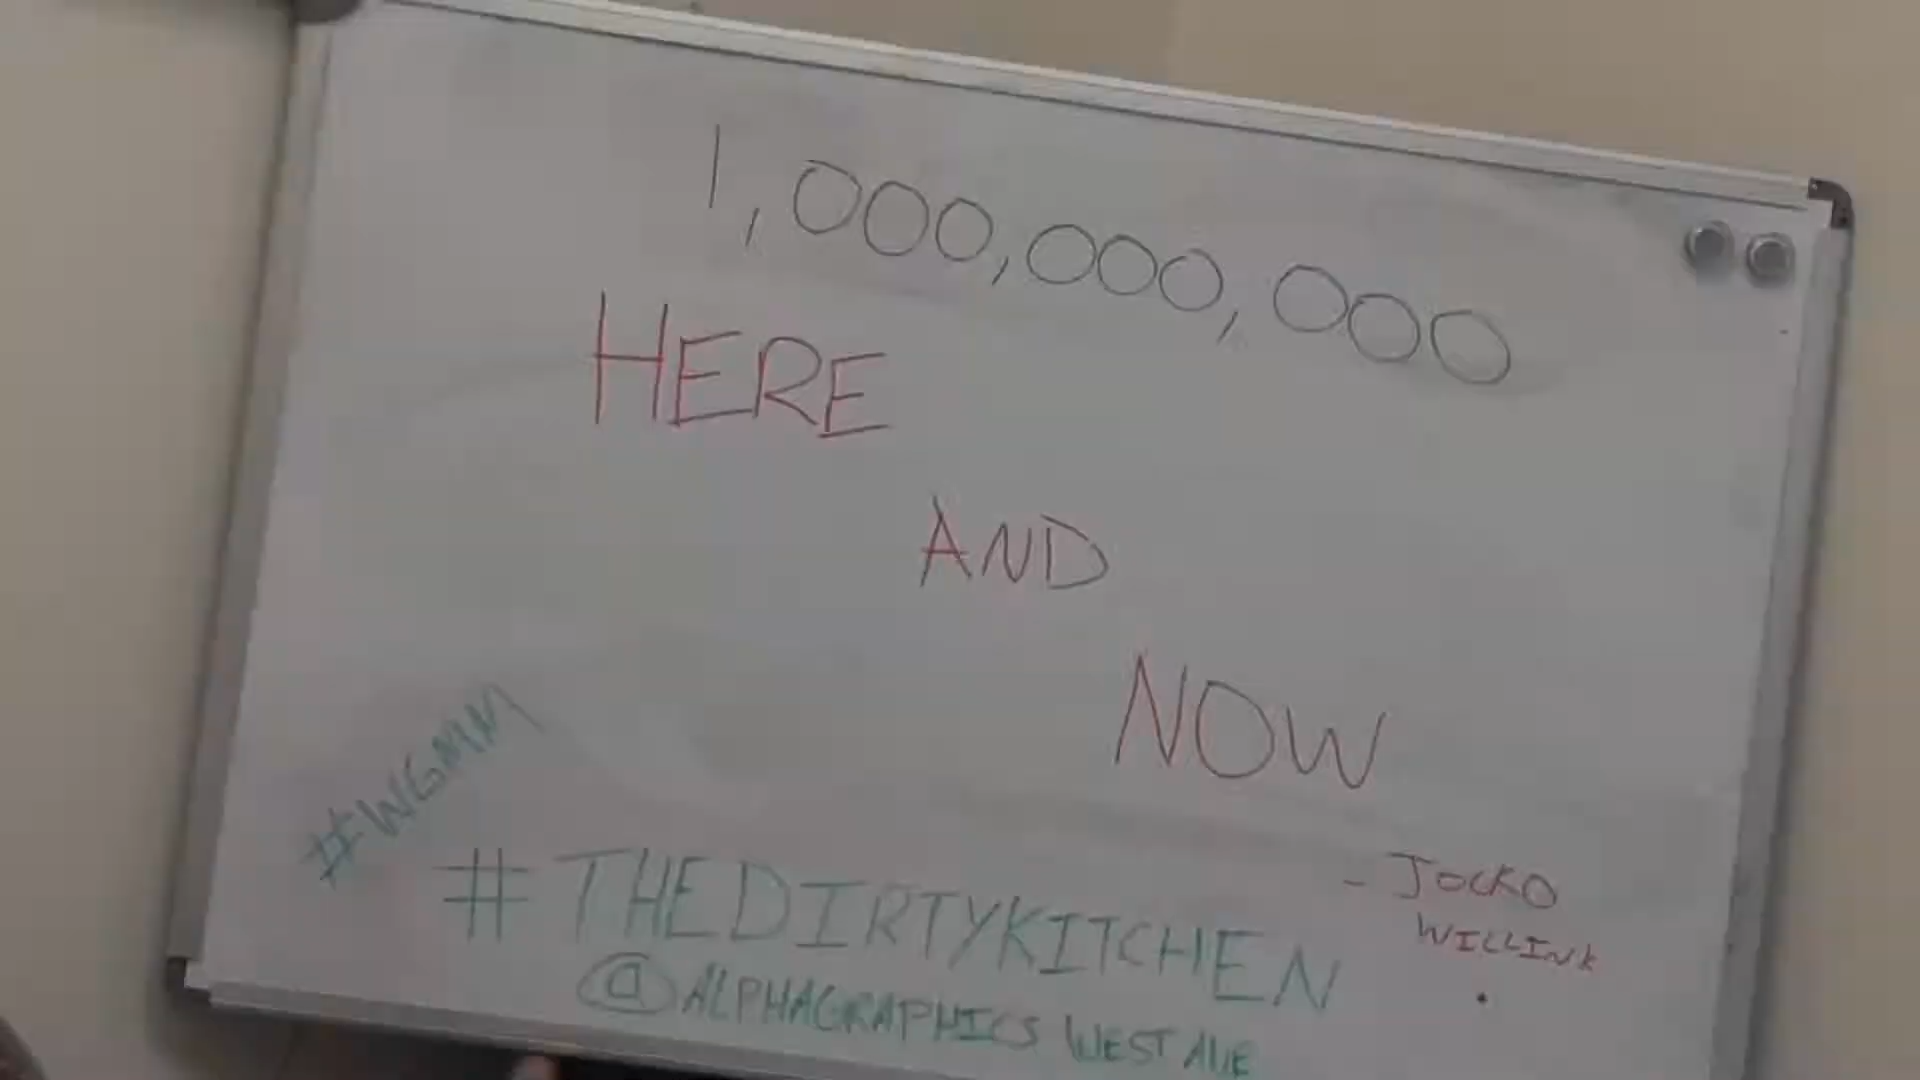 1,000,000,000
HERE
AND
NOW
- JOCKO
WILLINK
#WGMM
#THEDIRTYKITCHEN
@ALPHAGRAPHICS WEST AVE